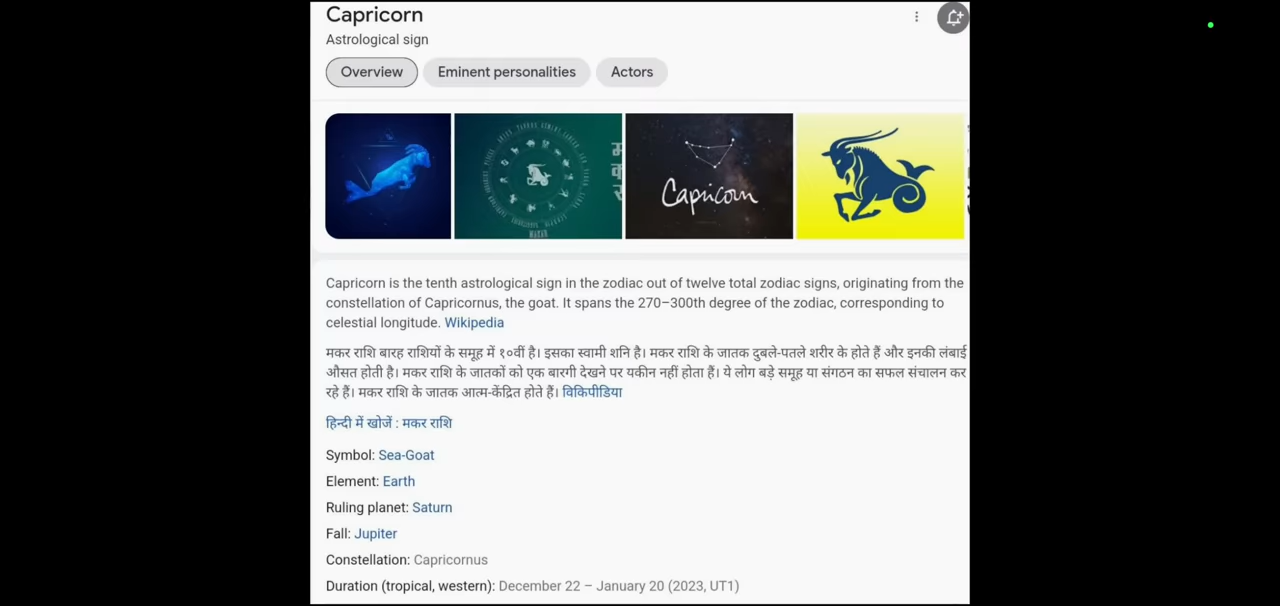 Capricorn
Astrological sign
Overview
Eminent personalities
Actors
मकर
MAKAR
Capricorn
Capricorn is the tenth astrological sign in the zodiac out of twelve total zodiac signs, originating from the
constellation of Capricornus, the goat. It spans the 270–300th degree of the zodiac, corresponding to
celestial longitude. Wikipedia
मकर राशि बारह राशियों के समूह में १०वीं है। इसका स्वामी शनि है। मकर राशि के जातक दुबले-पतले शरीर के होते हैं और इनकी लंबाई
औसत होती है। मकर राशि के जातकों को एक बारगी देखने पर यकीन नहीं होता हैं। ये लोग बड़े समूह या संगठन का सफल संचालन कर
रहे हैं। मकर राशि के जातक आत्म-केंद्रित होते हैं। विकिपीडिया
हिन्दी में खोजें : मकर राशि
Symbol: Sea-Goat
Element: Earth
Ruling planet: Saturn
Fall: Jupiter
Constellation: Capricornus
Duration (tropical, western): December 22 – January 20 (2023, UT1)